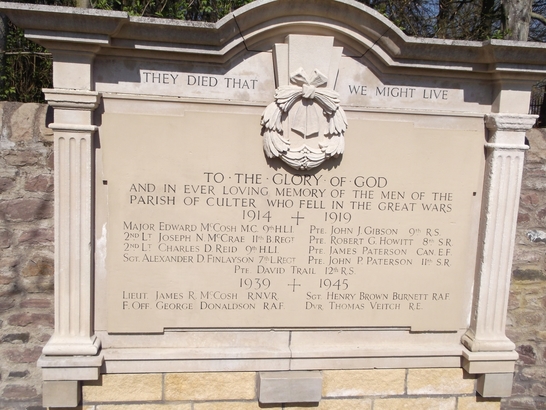 THEY DIED THAT WE MIGHT LIVE
TO · THE · GLORY · OF · GOD
AND IN EVER LOVING MEMORY OF THE MEN OF THE
PARISH OF CULTER WHO FELL IN THE GREAT WARS
1914 + 1919
MAJOR EDWARD MCCOSH M.C. 9TH H.L.I.
2ND LT JOSEPH N. MCCRAE 11TH B.REGT
2ND LT CHARLES D. REID 9TH H.L.I.
SGT ALEXANDER D. FINLAYSON 7TH L.REGT
PTE JOHN J. GIBSON 9TH R.S.
PTE ROBERT G. HOWITT 8TH S.R.
PTE JAMES PATERSON CAN E.F.
PTE JOHN P. PATERSON 11TH S.R.
PTE DAVID TRAIL 12TH R.S.
1939 + 1945
LIEUT JAMES R. MCCOSH R.N.V.R.
F. OFF. GEORGE DONALDSON R.A.F.
SGT HENRY BROWN BURNETT R.A.F.
DVR THOMAS VEITCH R.E.